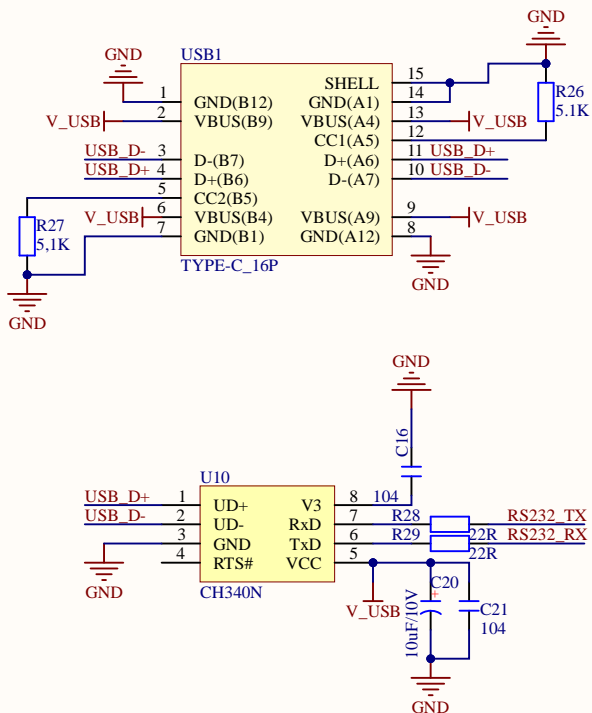 GND
GND
USB1
SHELL 15
1 GND(B12) GND(A1) 14
R26
5.1K
V_USB 2 VBUS(B9) VBUS(A4) 13 V_USB
CC1(A5) 12
USB_D- 3 D-(B7) D+(A6) 11 USB_D+
USB_D+ 4 D+(B6) D-(A7) 10 USB_D-
5 CC2(B5)
V_USB 6 VBUS(B4) VBUS(A9) 9 V_USB
R27
5,1K
7 GND(B1) GND(A12) 8
TYPE-C_16P
GND
GND
GND
C16
104
U10
USB_D+ 1 UD+ V3 8
USB_D- 2 UD- RxD 7 R28 22R RS232_TX
3 GND TxD 6 R29 22R RS232_RX
4 RTS# VCC 5
GND
CH340N
V_USB
C20
+
10uF/10V
C21
104
GND